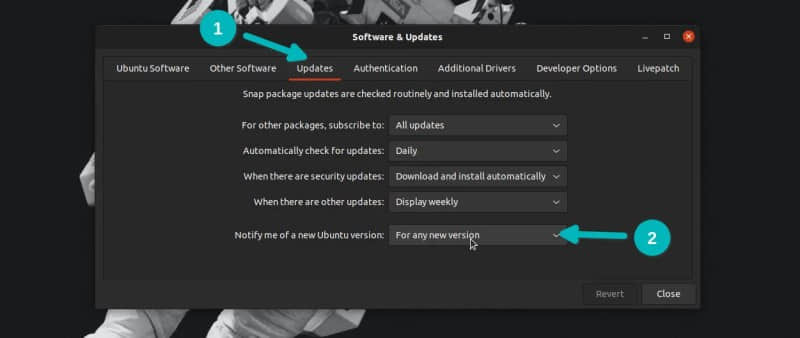 1
Software & Updates
Ubuntu Software Other Software Updates Authentication Additional Drivers Developer Options Livepatch
Snap package updates are checked routinely and installed automatically.
For other packages, subscribe to: All updates
Automatically check for updates: Daily
When there are security updates: Download and install automatically
When there are other updates: Display weekly
Notify me of a new Ubuntu version: For any new version 2
Revert Close